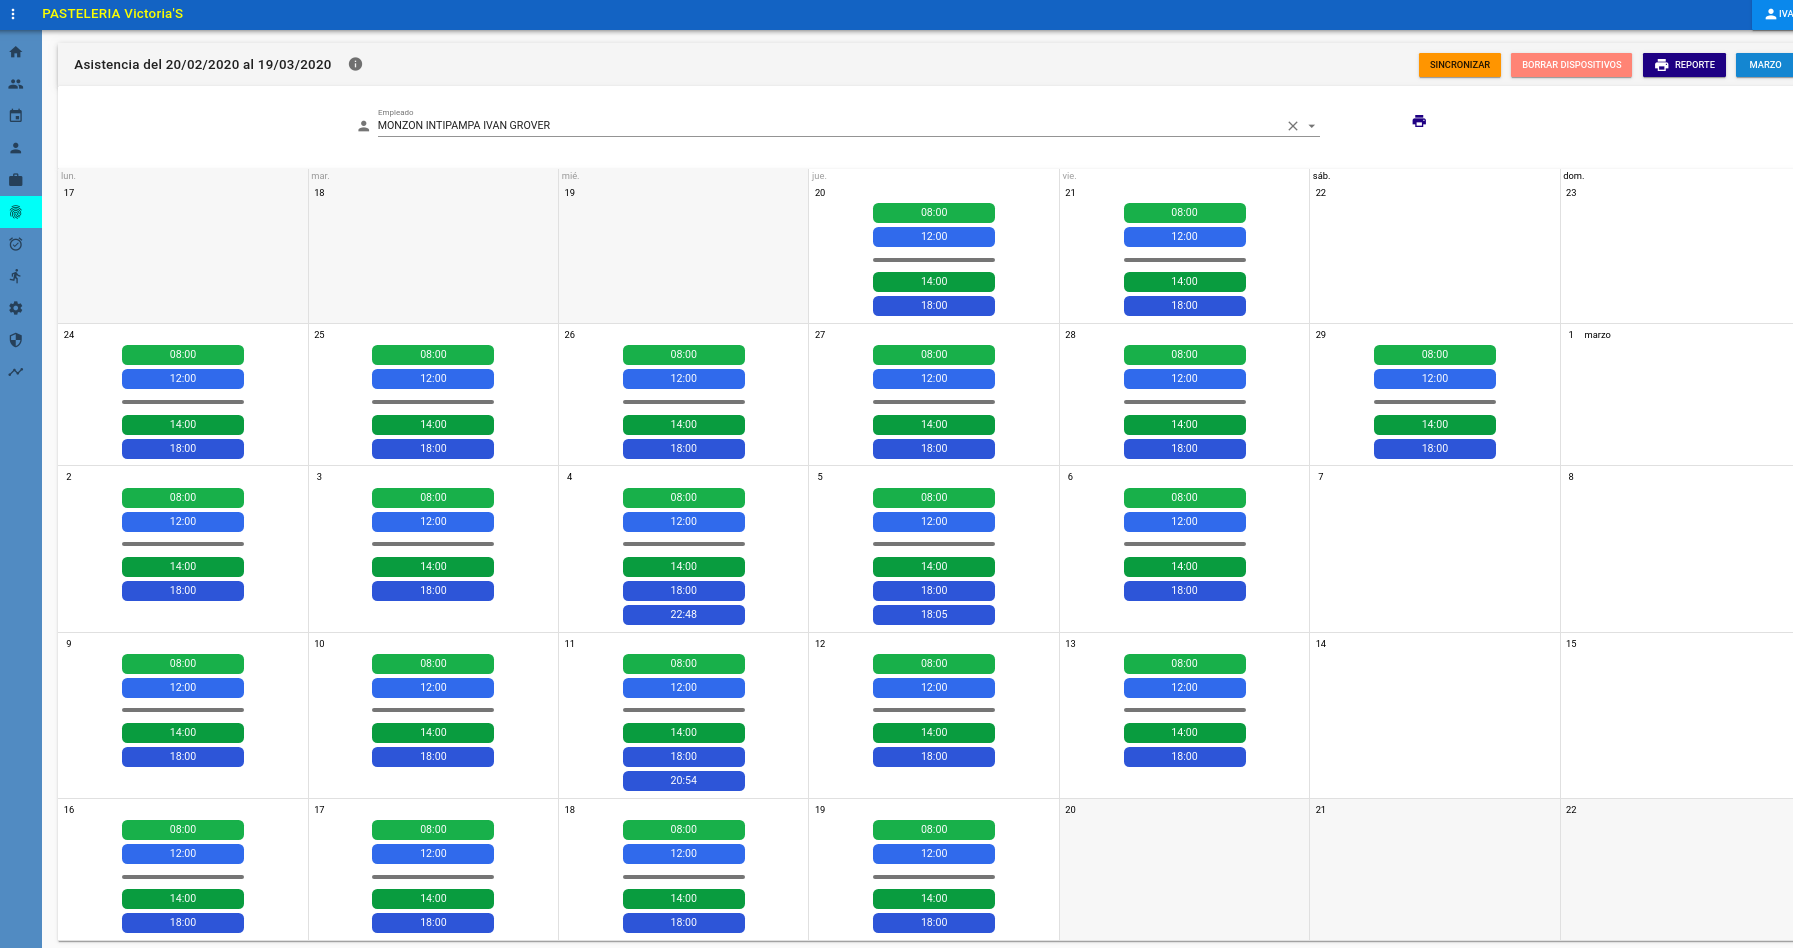 PASTELERIA Victoria'S
IVA
Asistencia del 20/02/2020 al 19/03/2020
SINCRONIZAR
BORRAR DISPOSITIVOS
REPORTE
MARZO
Empleado
MONZON INTIPAMPA IVAN GROVER
lun. mar. mié. jue. vie. sáb. dom.
17 18 19 20 21 22 23
08:00 08:00
12:00 12:00
14:00 14:00
18:00 18:00
24 25 26 27 28 29 1 marzo
08:00 08:00 08:00 08:00 08:00 08:00
12:00 12:00 12:00 12:00 12:00 12:00
14:00 14:00 14:00 14:00 14:00 14:00
18:00 18:00 18:00 18:00 18:00 18:00
2 3 4 5 6 7 8
08:00 08:00 08:00 08:00 08:00
12:00 12:00 12:00 12:00 12:00
14:00 14:00 14:00 14:00 14:00
18:00 18:00 18:00 18:00 18:00
22:48 18:05
9 10 11 12 13 14 15
08:00 08:00 08:00 08:00 08:00
12:00 12:00 12:00 12:00 12:00
14:00 14:00 14:00 14:00 14:00
18:00 18:00 18:00 18:00 18:00
20:54
16 17 18 19 20 21 22
08:00 08:00 08:00 08:00
12:00 12:00 12:00 12:00
14:00 14:00 14:00 14:00
18:00 18:00 18:00 18:00